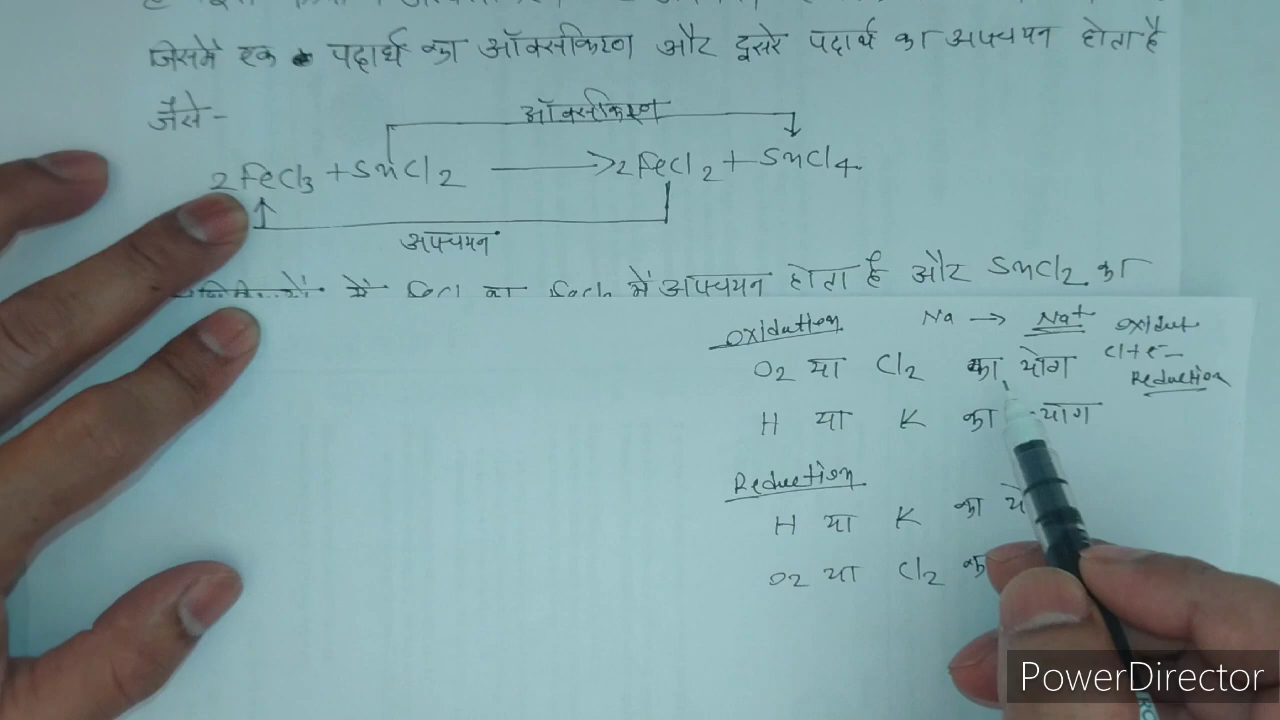 जिसमें एक पदार्थ का ऑक्सीकरण और दूसरे पदार्थ का अपचयन होता है
जैसे-
ऑक्सीकरण
2FeCl3 + SnCl2 ⟶ 2FeCl2 + SnCl4
अपचयन
में अपचयन होता है और SnCl2 का
Oxidation Na → Na+ Oxidat
O2 या Cl2 का योग Cl+e-
Reduction
H या K का योग
Reduction
H या K का
O2 या Cl2
PowerDirector